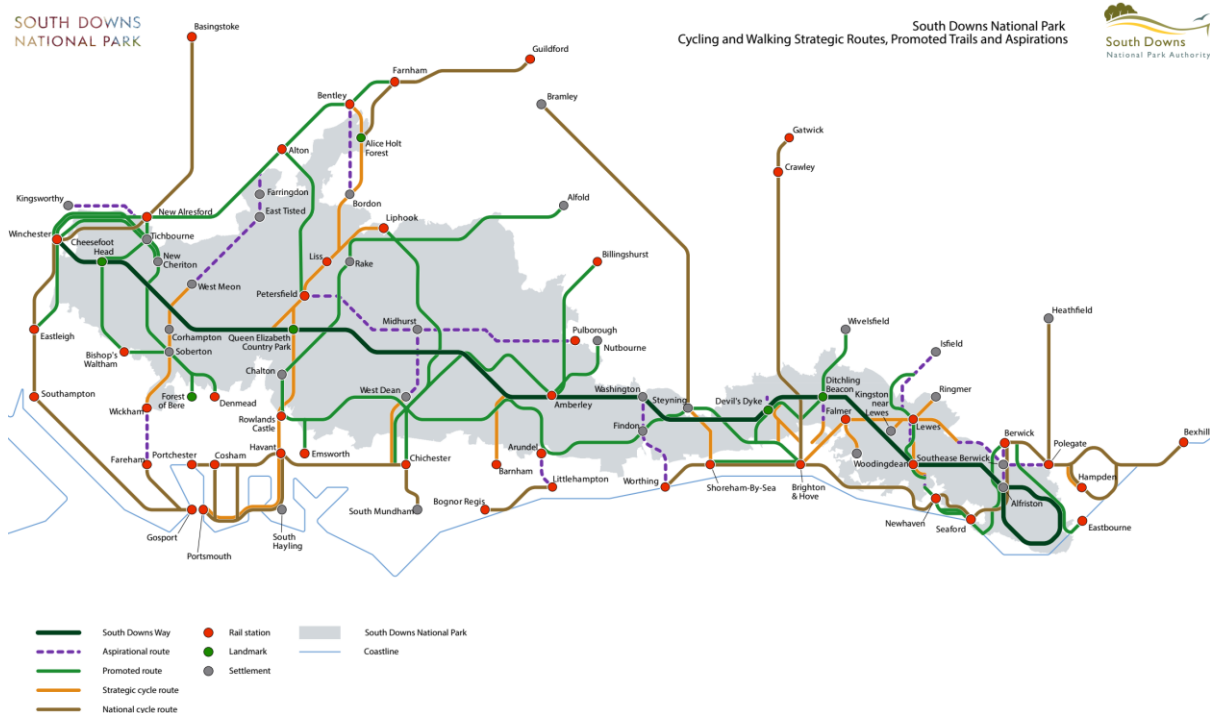 SOUTH DOWNS
NATIONAL PARK
South Downs National Park
Cycling and Walking Strategic Routes, Promoted Trails and Aspirations
South Downs
National Park Authority
Basingstoke
Guildford
Farnham
Bentley
Bramley
Gatwick
Alice Holt
Forest
Alton
Crawley
Kingsworthy
Farringdon
Bordon
Alfold
New Alresford
East Tisted
Liphook
Winchester
Cheesefoot
Head
Tichbourne
New
Cheriton
Liss
Rake
Billingshurst
West Meon
Petersfield
Heathfield
Eastleigh
Corhampton
Queen Elizabeth
Country Park
Midhurst
Pulborough
Nutbourne
Wivelsfield
Isfield
Bishop's
Waltham
Soberton
Chalton
West Dean
Washington
Steyning
Devil's Dyke
Ditchling
Beacon
Kingston
near
Lewes
Ringmer
Southampton
Forest
of Bere
Denmead
Amberley
Wickham
Rowlands
Castle
Findon
Falmer
Lewes
Berwick
Bexhill
Fareham
Portchester
Cosham
Havant
Emsworth
Chichester
Arundel
Barnham
Littlehampton
Worthing
Shoreham-By-Sea
Brighton
& Hove
Woodingdean
Southease
Berwick
Polegate
Hampden
Alfriston
Bognor Regis
South Mundham
Gosport
Portsmouth
South
Hayling
Newhaven
Seaford
Eastbourne
South Downs Way
Rail station
South Downs National Park
Aspirational route
Landmark
Coastline
Promoted route
Settlement
Strategic cycle route
National cycle route